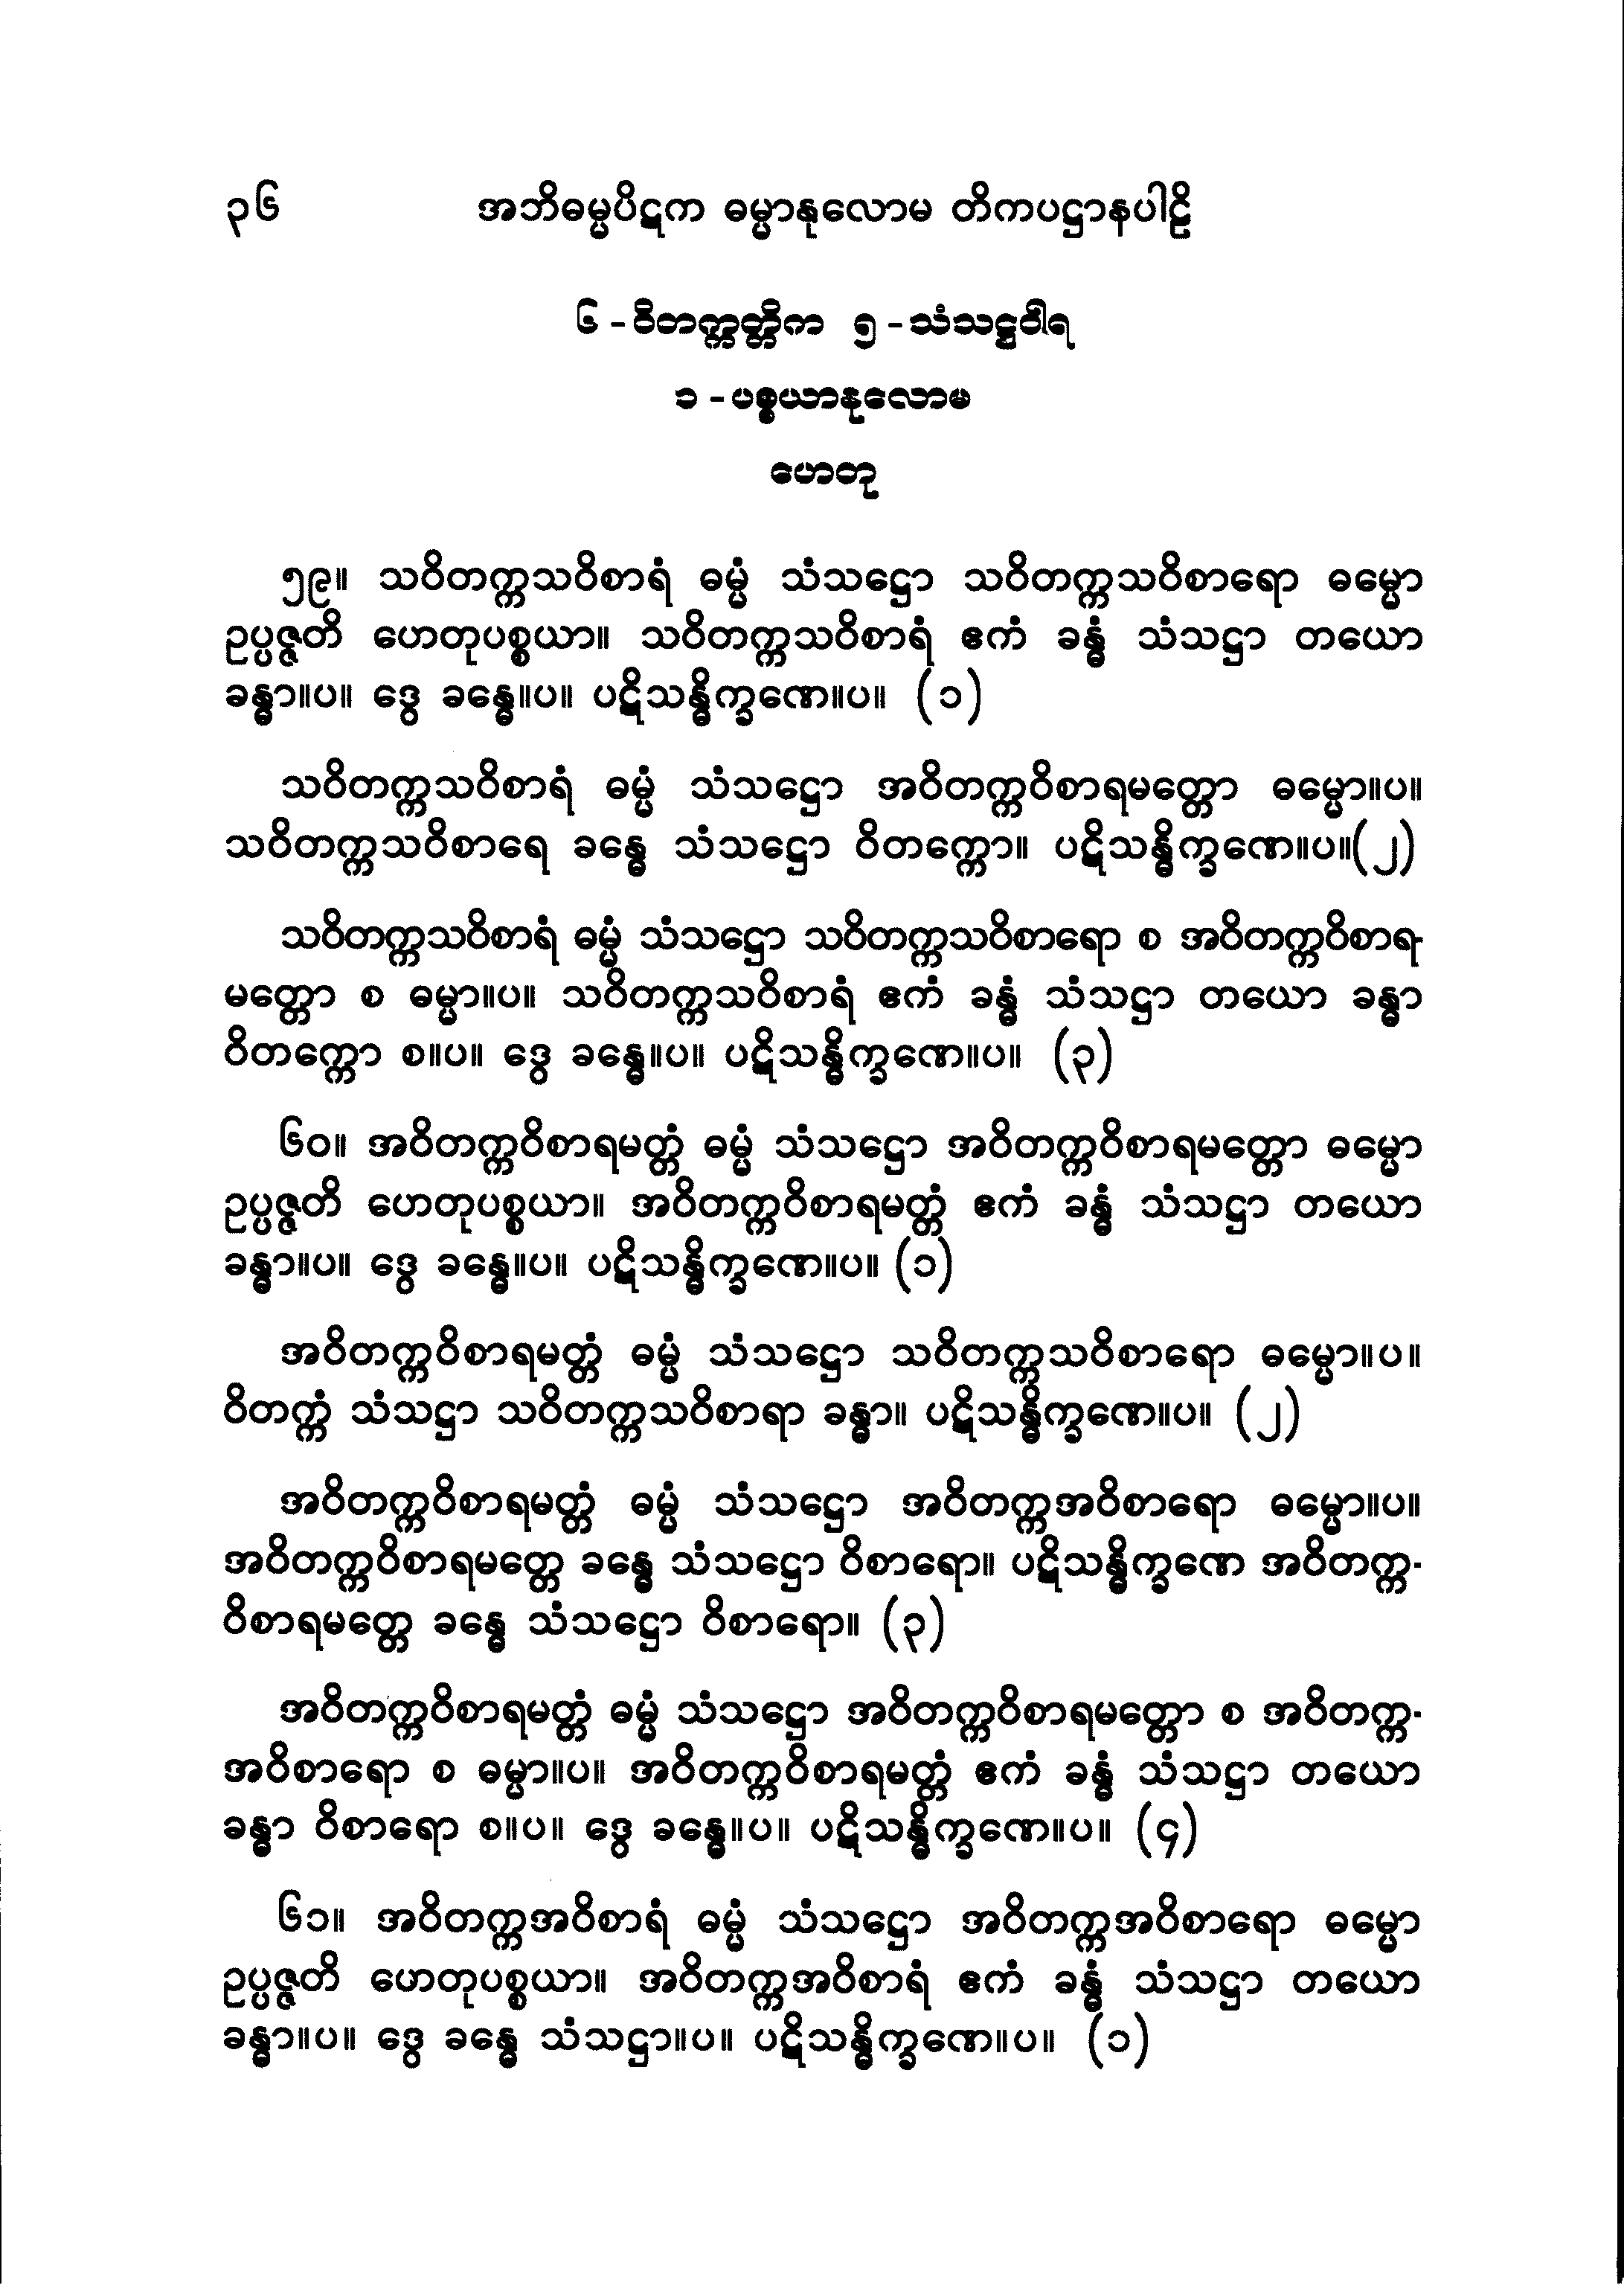 ၃၆ အဘိဓမ္မပိဋက ဓမ္မာနုလောမ တိကပဋ္ဌာနပါဠိ
၆ - ဝိတက္ကတ္တိက ၅ - သံသဋ္ဌဝါရ
၁ - ပစ္စယာနုလောမ
ဟေတု
၅၉။ သဝိတက္ကသဝိစာရံ ဓမ္မံ သံသဋ္ဌော သဝိတက္ကသဝိစာရော ဓမ္မော
ဥပ္ပဇ္ဇတိ ဟေတုပစ္စယာ။ သဝိတက္ကသဝိစာရံ ဧကံ ခန္ဓံ သံသဋ္ဌာ တယော
ခန္ဓာ။ပ။ ဒွေ ခန္ဓေ။ပ။ ပဋိသန္ဓိက္ခဏေ။ပ။ (၁)
သဝိတက္ကသဝိစာရံ ဓမ္မံ သံသဋ္ဌော အဝိတက္ကဝိစာရမတ္တော ဓမ္မော။ပ။
သဝိတက္ကသဝိစာရေ ခန္ဓေ သံသဋ္ဌော ဝိတက္ကော။ ပဋိသန္ဓိက္ခဏေ။ပ။(၂)
သဝိတက္ကသဝိစာရံ ဓမ္မံ သံသဋ္ဌော သဝိတက္ကသဝိစာရော စ အဝိတက္ကဝိစာရ-
မတ္တော စ ဓမ္မာ။ပ။ သဝိတက္ကသဝိစာရံ ဧကံ ခန္ဓံ သံသဋ္ဌာ တယော ခန္ဓာ
ဝိတက္ကော စ။ပ။ ဒွေ ခန္ဓေ။ပ။ ပဋိသန္ဓိက္ခဏေ။ပ။ (၃)
၆၀။ အဝိတက္ကဝိစာရမတ္တံ ဓမ္မံ သံသဋ္ဌော အဝိတက္ကဝိစာရမတ္တော ဓမ္မော
ဥပ္ပဇ္ဇတိ ဟေတုပစ္စယာ။ အဝိတက္ကဝိစာရမတ္တံ ဧကံ ခန္ဓံ သံသဋ္ဌာ တယော
ခန္ဓာ။ပ။ ဒွေ ခန္ဓေ။ပ။ ပဋိသန္ဓိက္ခဏေ။ပ။ (၁)
အဝိတက္ကဝိစာရမတ္တံ ဓမ္မံ သံသဋ္ဌော သဝိတက္ကသဝိစာရော ဓမ္မော။ပ။
ဝိတက္ကံ သံသဋ္ဌာ သဝိတက္ကသဝိစာရာ ခန္ဓာ။ ပဋိသန္ဓိက္ခဏေ။ပ။ (၂)
အဝိတက္ကဝိစာရမတ္တံ ဓမ္မံ သံသဋ္ဌော အဝိတက္ကအဝိစာရော ဓမ္မော။ပ။
အဝိတက္ကဝိစာရမတ္တေ ခန္ဓေ သံသဋ္ဌော ဝိစာရော။ ပဋိသန္ဓိက္ခဏေ အဝိတက္က-
ဝိစာရမတ္တေ ခန္ဓေ သံသဋ္ဌော ဝိစာရော။ (၃)
အဝိတက္ကဝိစာရမတ္တံ ဓမ္မံ သံသဋ္ဌော အဝိတက္ကဝိစာရမတ္တော စ အဝိတက္က-
အဝိစာရော စ ဓမ္မာ။ပ။ အဝိတက္ကဝိစာရမတ္တံ ဧကံ ခန္ဓံ သံသဋ္ဌာ တယော
ခန္ဓာ ဝိစာရော စ။ပ။ ဒွေ ခန္ဓေ။ပ။ ပဋိသန္ဓိက္ခဏေ။ပ။ (၄)
၆၁။ အဝိတက္ကအဝိစာရံ ဓမ္မံ သံသဋ္ဌော အဝိတက္ကအဝိစာရော ဓမ္မော
ဥပ္ပဇ္ဇတိ ဟေတုပစ္စယာ။ အဝိတက္ကအဝိစာရံ ဧကံ ခန္ဓံ သံသဋ္ဌာ တယော
ခန္ဓာ။ပ။ ဒွေ ခန္ဓေ သံသဋ္ဌာ။ပ။ ပဋိသန္ဓိက္ခဏေ။ပ။ (၁)